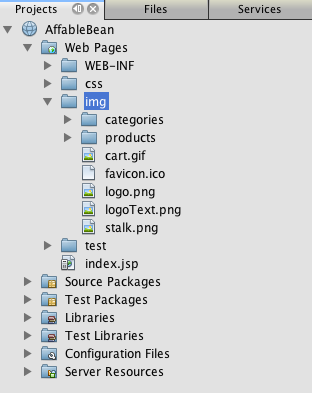 Projects Files Services
AffableBean
Web Pages
WEB-INF
css
img
categories
products
cart.gif
favicon.ico
logo.png
logoText.png
stalk.png
test
index.jsp
Source Packages
Test Packages
Libraries
Test Libraries
Configuration Files
Server Resources